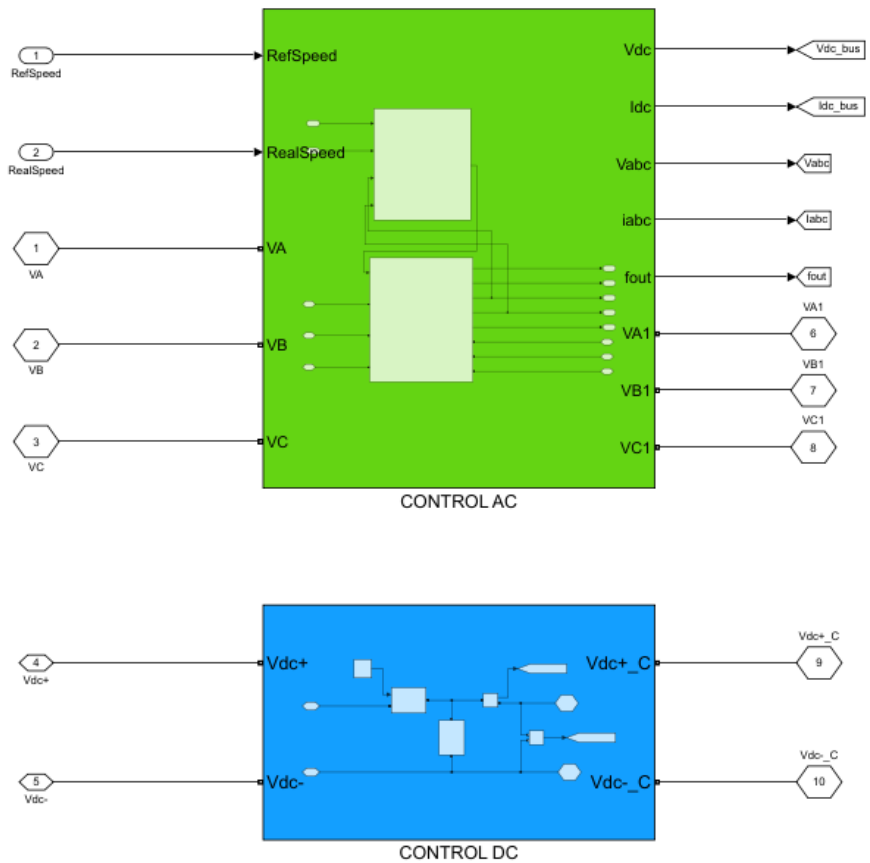 1
RefSpeed
RefSpeed
2
RealSpeed
RealSpeed
1
VA
VA
2
VB
VB
3
VC
VC
Vdc
Vdc_bus
Idc
Idc_bus
Vabc
Vabc
iabc
Iabc
fout
fout
VA1
VA1
6
VB1
VB1
7
VC1
VC1
8
CONTROL AC
4
Vdc+
Vdc+
5
Vdc-
Vdc-
Vdc+_C
Vdc+_C
9
Vdc-_C
Vdc-_C
10
CONTROL DC